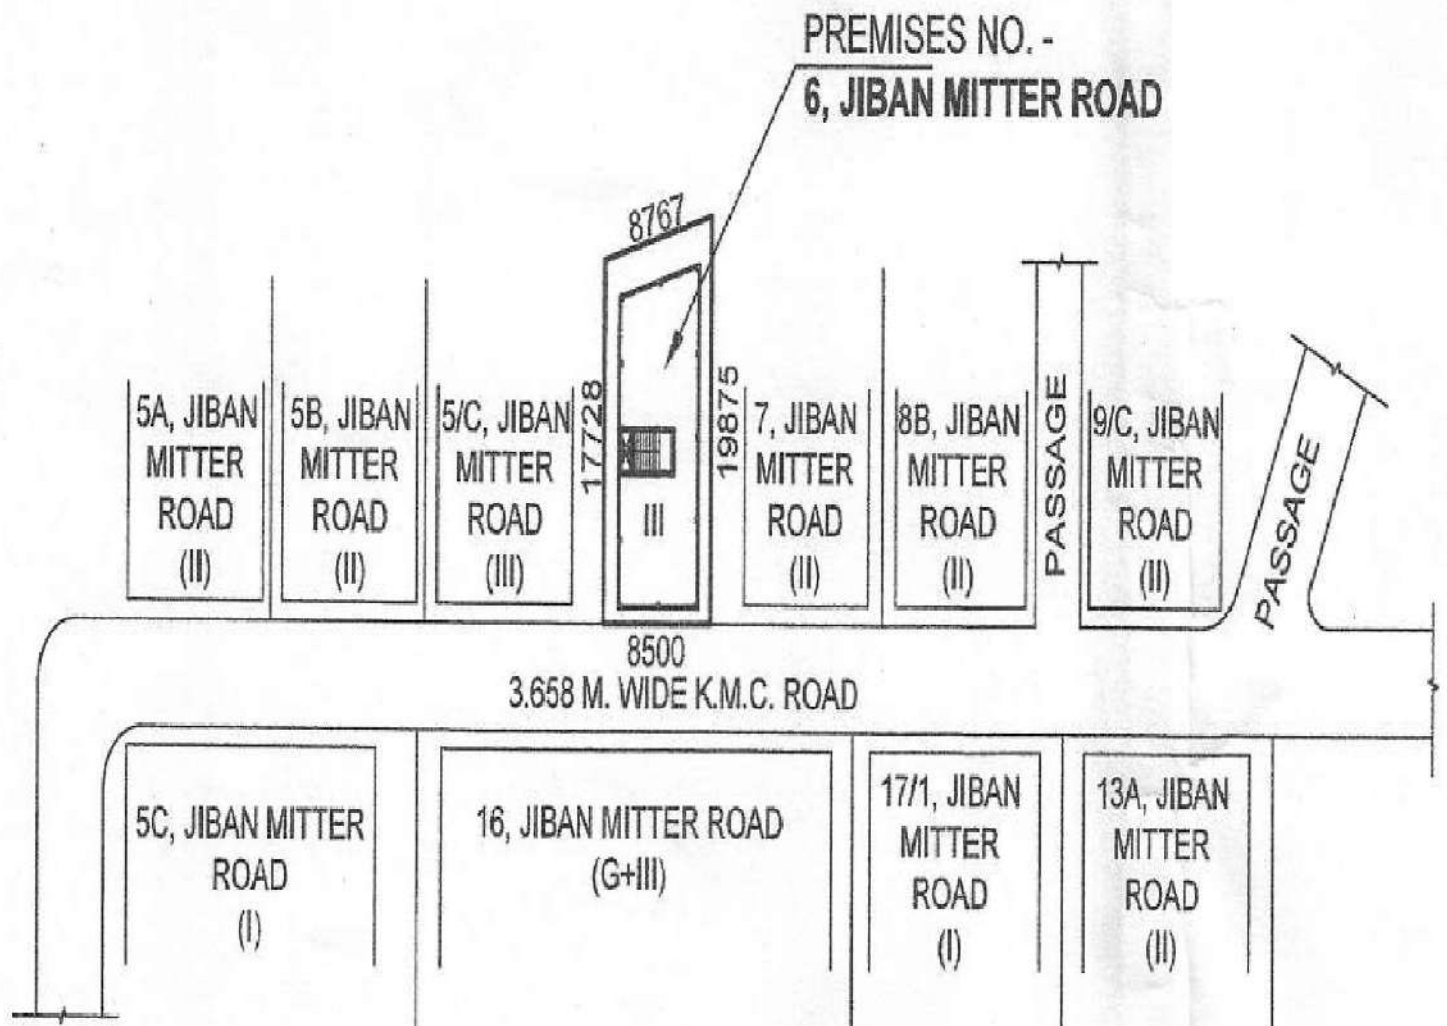 PREMISES NO. -
6, JIBAN MITTER ROAD
8767
17728
19875
III
5A, JIBAN
MITTER
ROAD
(II)
5B, JIBAN
MITTER
ROAD
(II)
5/C, JIBAN
MITTER
ROAD
(III)
7, JIBAN
MITTER
ROAD
(II)
8B, JIBAN
MITTER
ROAD
(II)
PASSAGE
9/C, JIBAN
MITTER
ROAD
(II)
PASSAGE
8500
3.658 M. WIDE K.M.C. ROAD
5C, JIBAN MITTER
ROAD
(I)
16, JIBAN MITTER ROAD
(G+III)
17/1, JIBAN
MITTER
ROAD
(I)
13A, JIBAN
MITTER
ROAD
(II)